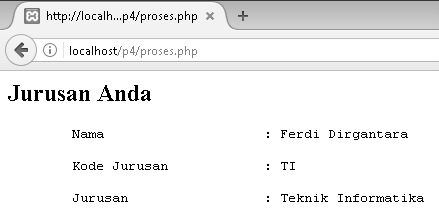 http://localh...p4/proses.php
localhost/p4/proses.php
Jurusan Anda
Nama : Ferdi Dirgantara
Kode Jurusan : TI
Jurusan : Teknik Informatika